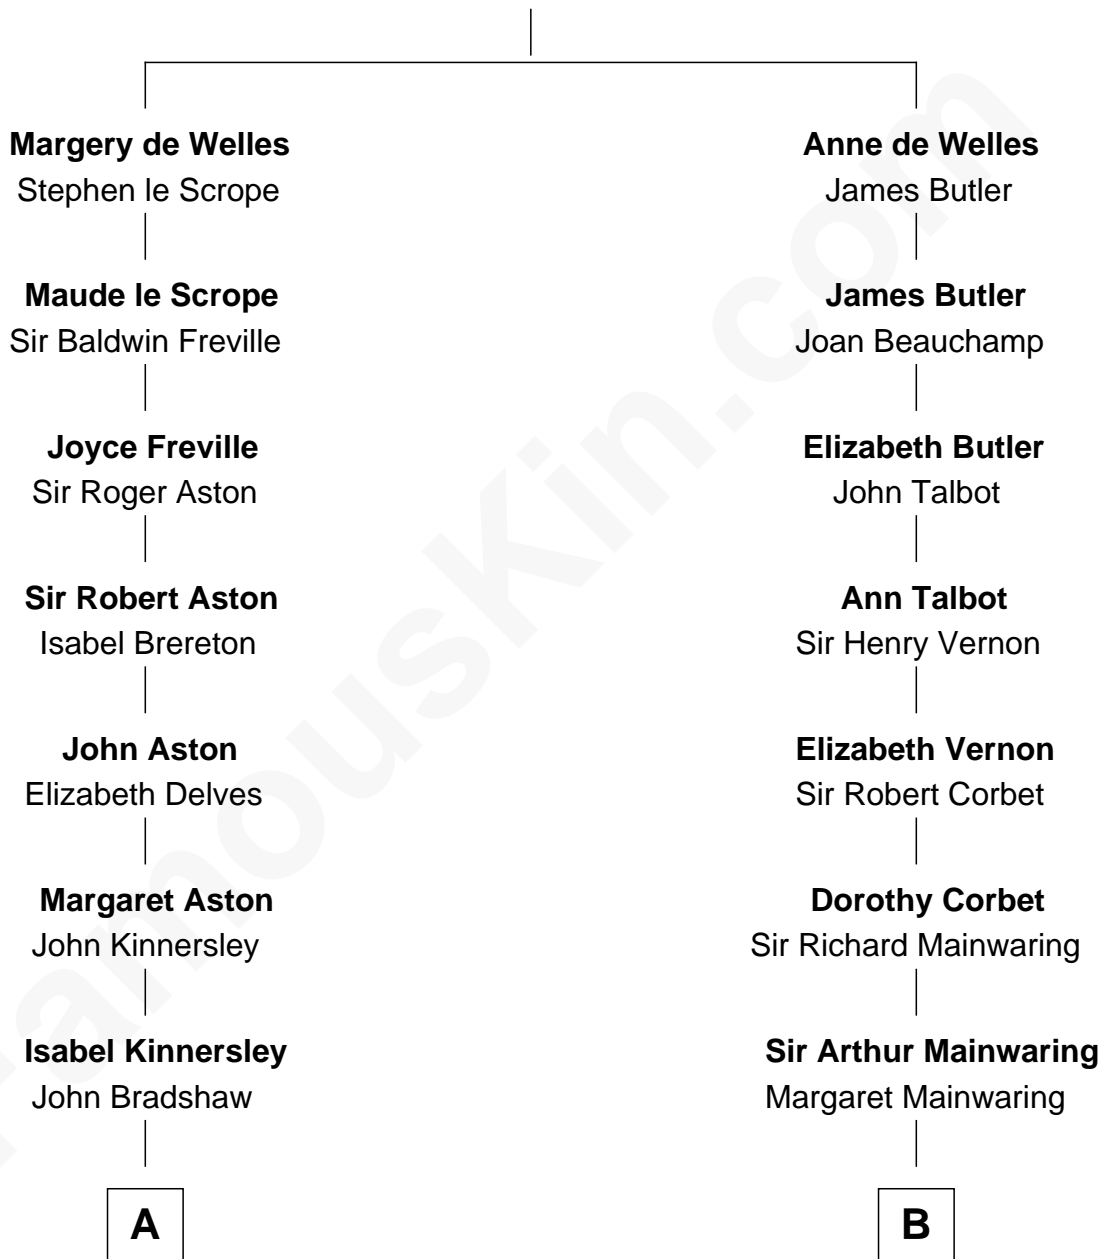 Margery de Welles
Stephen le Scrope
Maude le Scrope
Sir Baldwin Freville
Joyce Freville
Sir Roger Aston
Sir Robert Aston
Isabel Brereton
John Aston
Elizabeth Delves
Margaret Aston
John Kinnersley
Isabel Kinnersley
John Bradshaw
A
Anne de Welles
James Butler
James Butler
Joan Beauchamp
Elizabeth Butler
John Talbot
Ann Talbot
Sir Henry Vernon
Elizabeth Vernon
Sir Robert Corbet
Dorothy Corbet
Sir Richard Mainwaring
Sir Arthur Mainwaring
Margaret Mainwaring
B
FamousKin.com